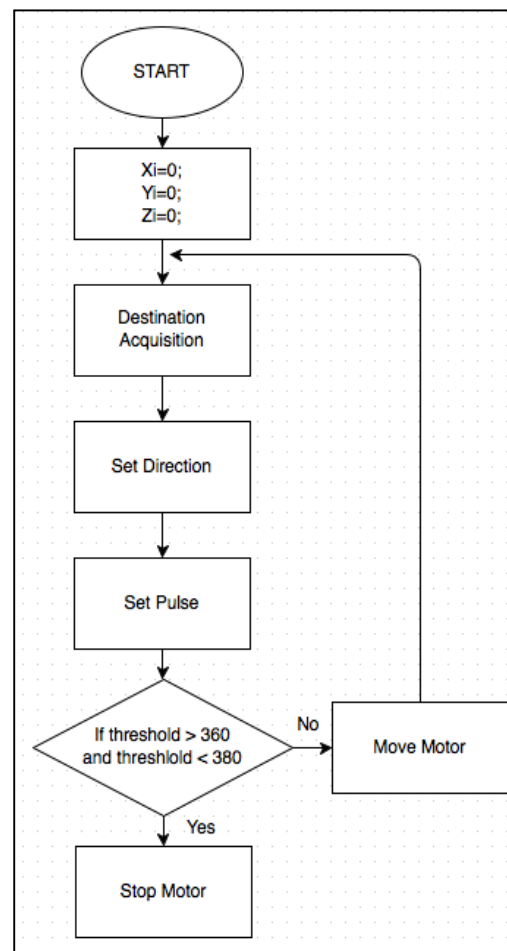 START
Xi=0;
Yi=0;
Zi=0;
Destination
Acquisition
Set Direction
Set Pulse
If threshold > 360
and threshlold < 380
No
Move Motor
Yes
Stop Motor